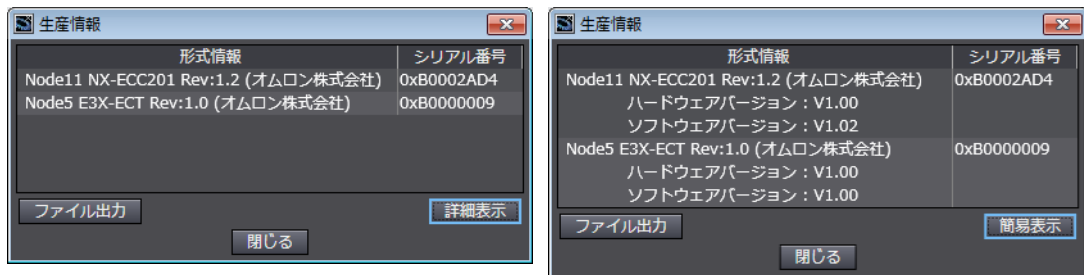 生産情報
形式情報 シリアル番号
Node11 NX-ECC201 Rev:1.2 (オムロン株式会社) 0xB0002AD4
Node5 E3X-ECT Rev:1.0 (オムロン株式会社) 0xB0000009
ファイル出力 詳細表示
閉じる
生産情報
形式情報 シリアル番号
Node11 NX-ECC201 Rev:1.2 (オムロン株式会社) 0xB0002AD4
ハードウェアバージョン：V1.00
ソフトウェアバージョン：V1.02
Node5 E3X-ECT Rev:1.0 (オムロン株式会社) 0xB0000009
ハードウェアバージョン：V1.00
ソフトウェアバージョン：V1.00
ファイル出力 簡易表示
閉じる